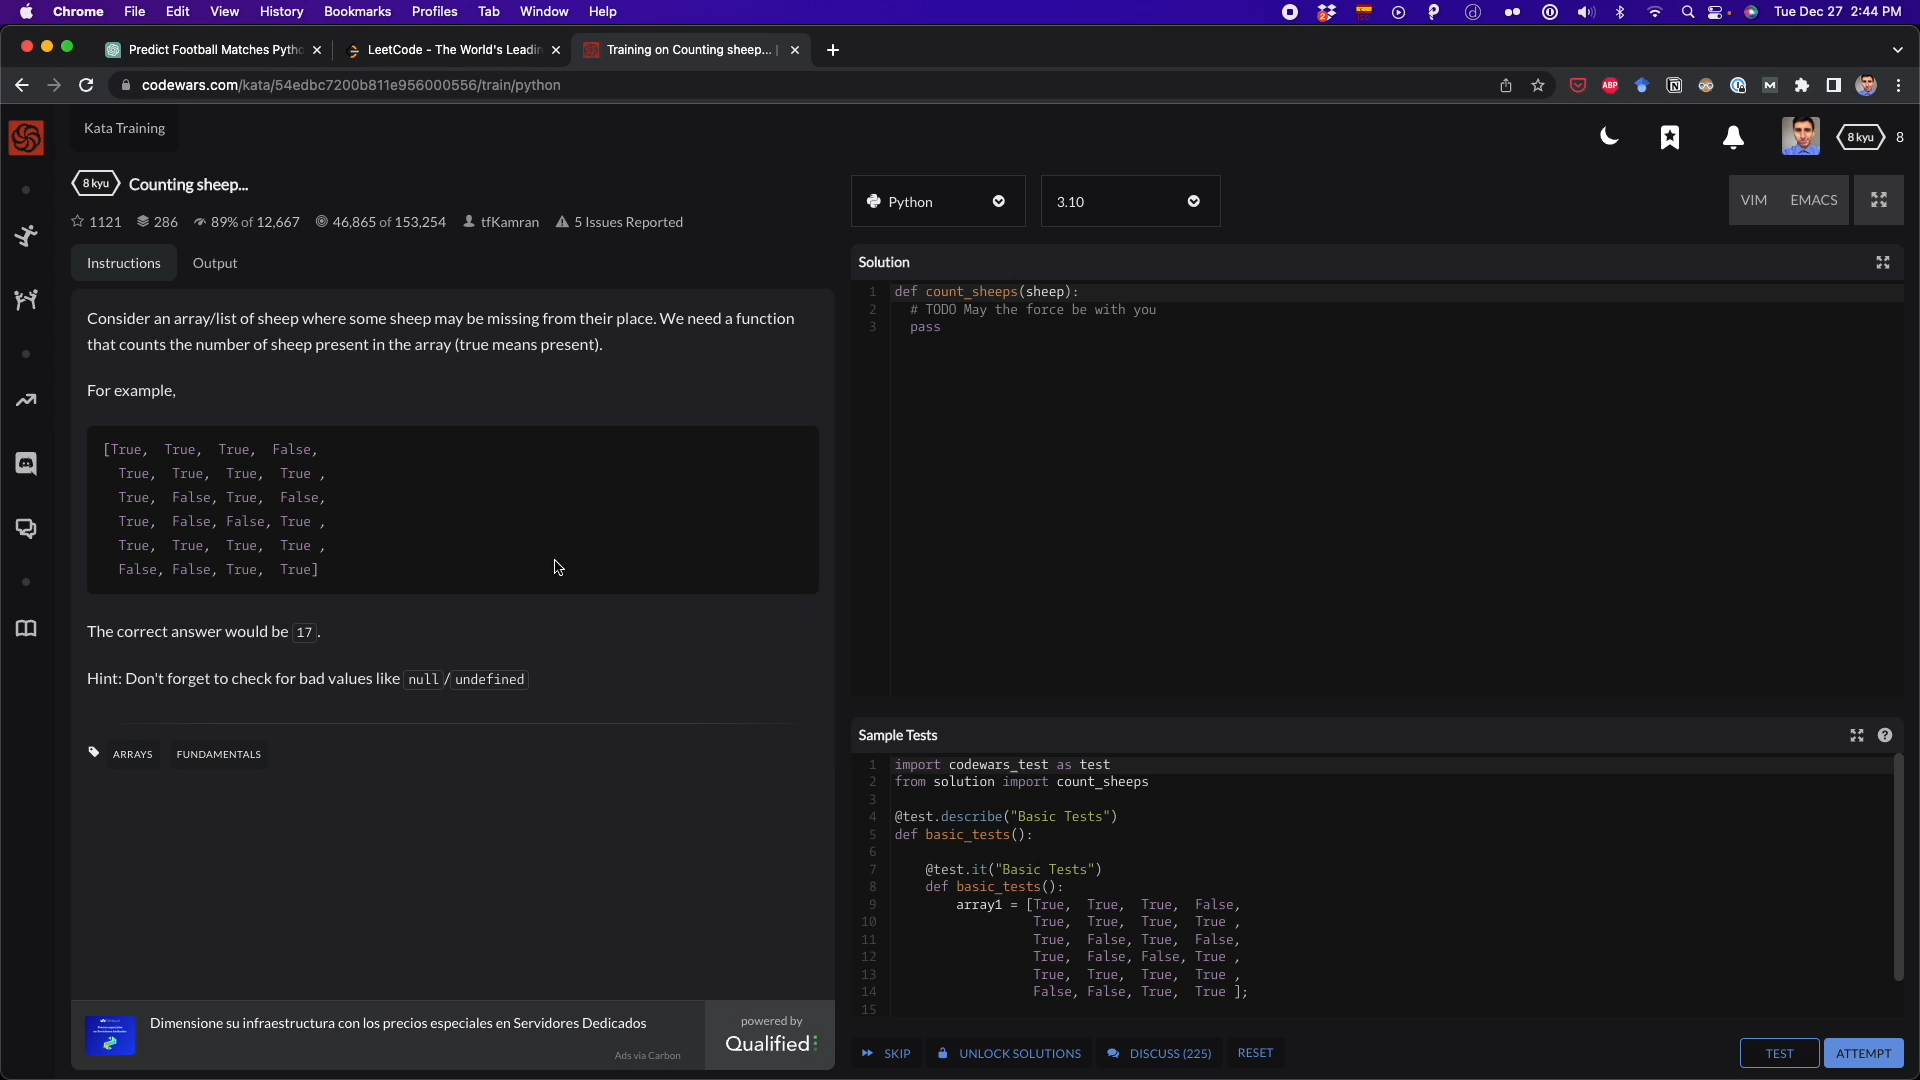 Chrome File Edit View History Bookmarks Profiles Tab Window Help Tue Dec 27 2:44 PM
Predict Football Matches Pytho LeetCode - The World's Leadin Training on Counting sheep... |
codewars.com/kata/54edbc7200b811e956000556/train/python ABP
Kata Training
8 kyu 8
8 kyu Counting sheep...
1121 286 89% of 12,667 46,865 of 153,254 tfKamran 5 Issues Reported
Python 3.10 VIM EMACS
Instructions Output
Solution
1 def count_sheeps(sheep):
2 # TODO May the force be with you
3 pass
Consider an array/list of sheep where some sheep may be missing from their place. We need a function
that counts the number of sheep present in the array (true means present).
For example,
[True, True, True, False,
True, True, True, True ,
True, False, True, False,
True, False, False, True ,
True, True, True, True ,
False, False, True, True]
The correct answer would be 17.
Hint: Don't forget to check for bad values like null/undefined
ARRAYS FUNDAMENTALS
Sample Tests
1 import codewars_test as test
2 from solution import count_sheeps
3
4 @test.describe("Basic Tests")
5 def basic_tests():
6
7 @test.it("Basic Tests")
8 def basic_tests():
9 array1 = [True, True, True, False,
10 True, True, True, True ,
11 True, False, True, False,
12 True, False, False, True ,
13 True, True, True, True ,
14 False, False, True, True ];
15
Dimensione su infraestructura con los precios especiales en Servidores Dedicados
Ads via Carbon
powered by
Qualified
SKIP UNLOCK SOLUTIONS DISCUSS (225) RESET TEST ATTEMPT